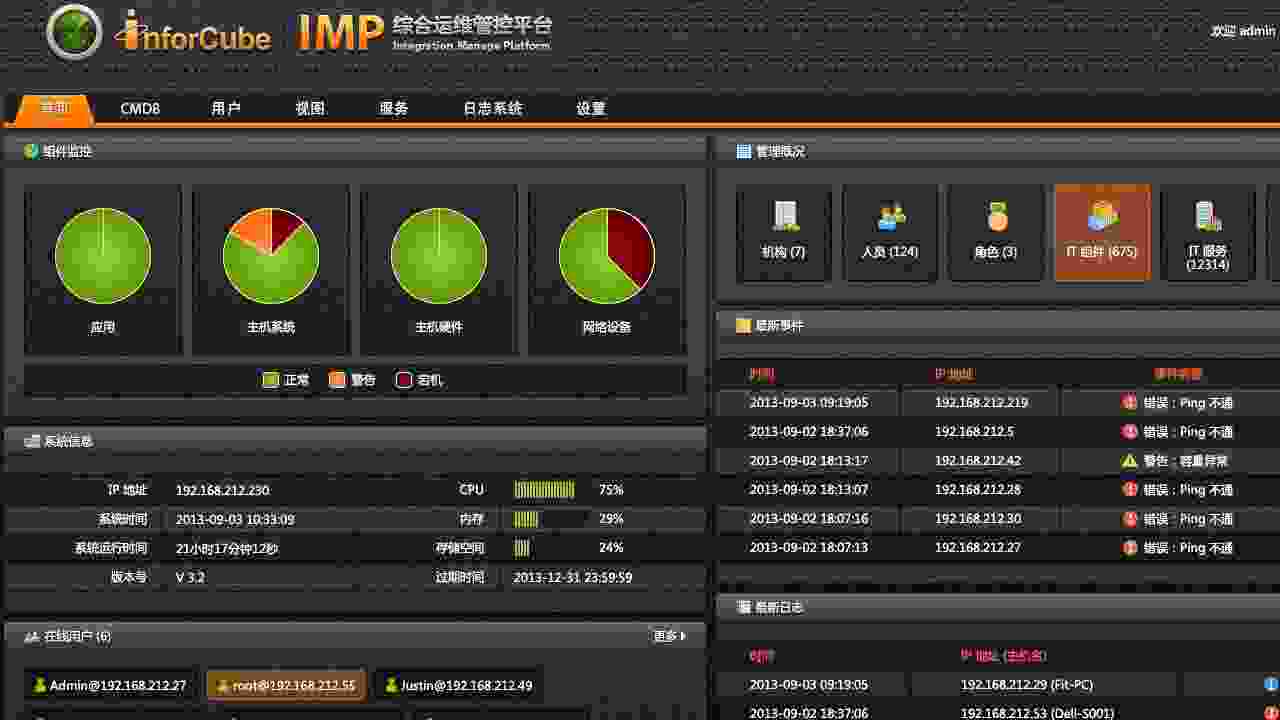 inforCube
IMP 综合运维管控平台
Integration Manage Platform
欢迎 admin
首页 CMDB 用户 视图 服务 日志系统 设置
组件监控
应用 主机系统 主机硬件 网络设备
正常 警告 宕机
管理概况
机构 (7) 人员 (124) 角色 (3) IT 组件 (675) IT 服务
(12314)
最新事件
时间 IP 地址 事件摘要
2013-09-03 09:19:05 192.168.212.219 错误：Ping 不通
2013-09-02 18:37:06 192.168.212.5 错误：Ping 不通
2013-09-02 18:13:17 192.168.212.42 警告：容量异常
2013-09-02 18:13:07 192.168.212.28 错误：Ping 不通
2013-09-02 18:07:16 192.168.212.30 错误：Ping 不通
2013-09-02 18:07:13 192.168.212.27 错误：Ping 不通
系统信息
IP 地址 192.168.212.230 CPU 75%
系统时间 2013-09-03 10:33:09 内存 29%
系统运行时间 21小时17分钟12秒 存储空间 24%
版本号 V 3.2 过期时间 2013-12-31 23:59:59
在线用户 (6) 更多
Admin@192.168.212.27 root@192.168.212.55 Justin@192.168.212.49
最新日志
时间 IP 地址 (主机名)
2013-09-03 09:19:05 192.168.212.29 (Fit-PC)
2013-09-02 18:37:06 192.168.212.53 (Dell-S001)